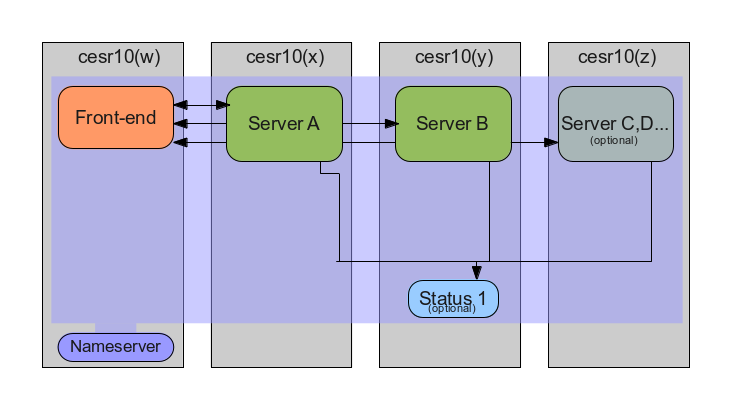 cesr10(w)
cesr10(x)
cesr10(y)
cesr10(z)
Front-end
Server A
Server B
Server C,D...
(optional)
Status 1
(optional)
Nameserver